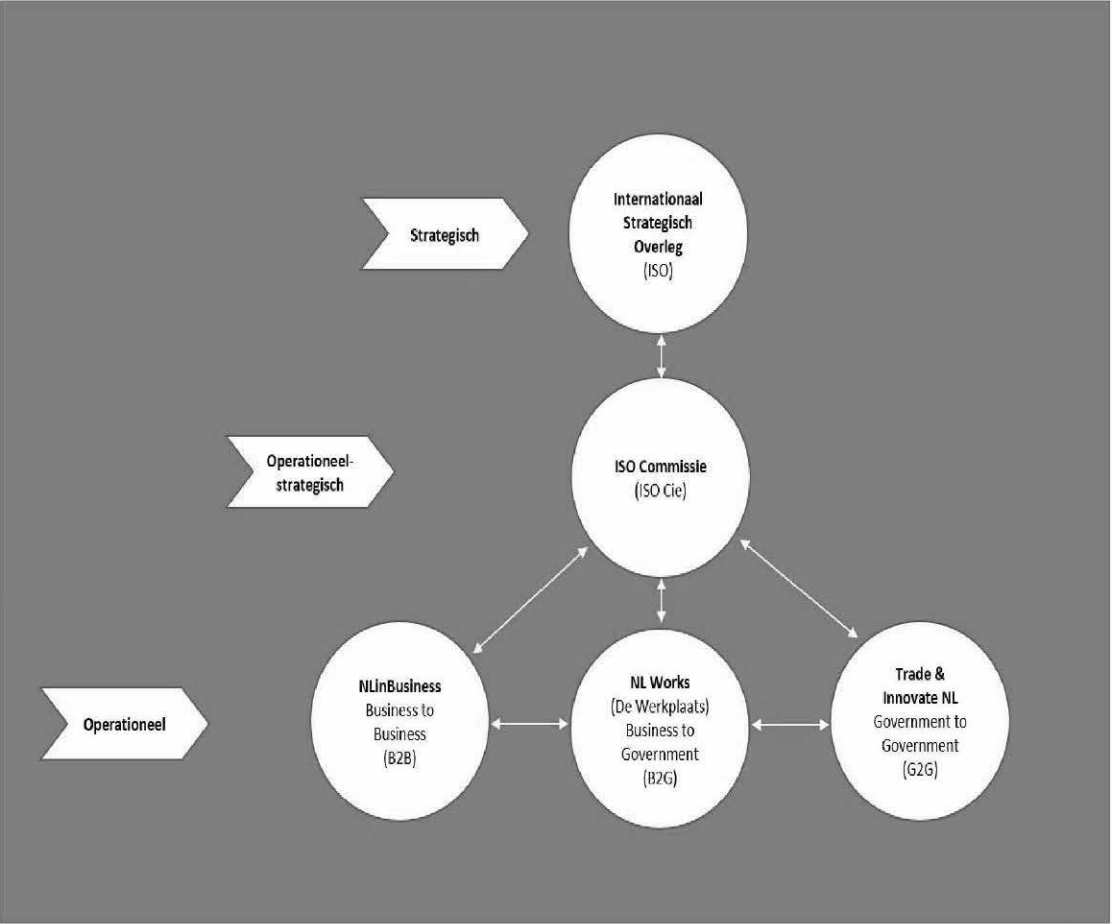 Strategisch
Internationaal
Strategisch
Overleg
(ISO)
Operationeel-
strategisch
ISO Commissie
(ISO Cie)
Operationeel
NLinBusiness
Business to
Business
(B2B)
NL Works
(De Werkplaats)
Business to
Government
(B2G)
Trade &
Innovate NL
Government to
Government
(G2G)